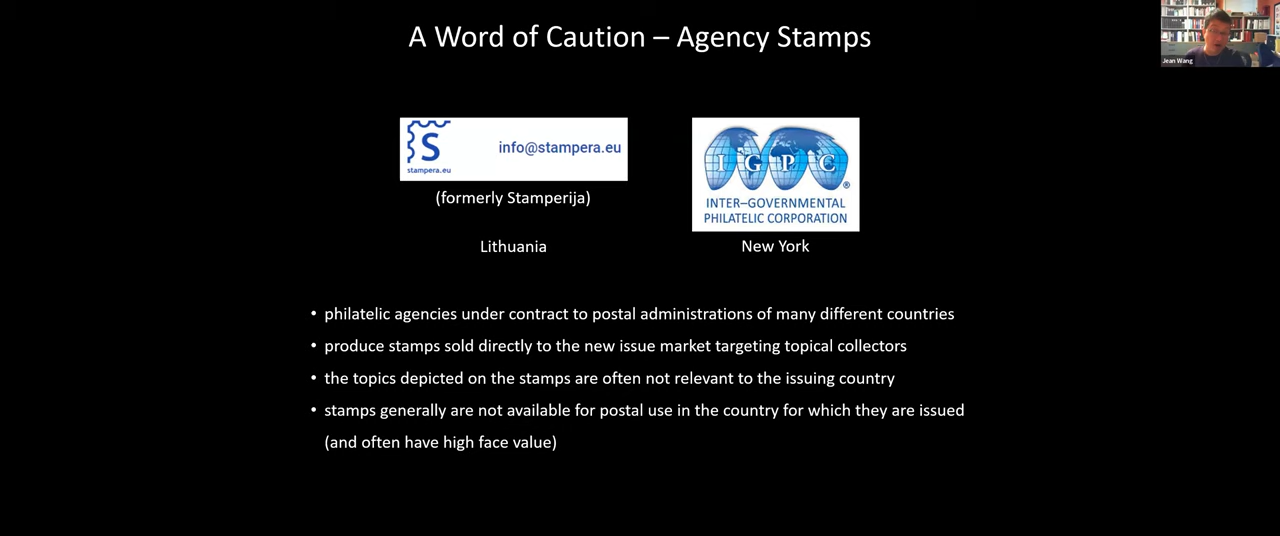 A Word of Caution – Agency Stamps
Jean Wang
S
stampera.eu
info@stampera.eu
(formerly Stamperija)
Lithuania
I G P C
®
INTER–GOVERNMENTAL
PHILATELIC CORPORATION
New York
• philatelic agencies under contract to postal administrations of many different countries
• produce stamps sold directly to the new issue market targeting topical collectors
• the topics depicted on the stamps are often not relevant to the issuing country
• stamps generally are not available for postal use in the country for which they are issued
(and often have high face value)